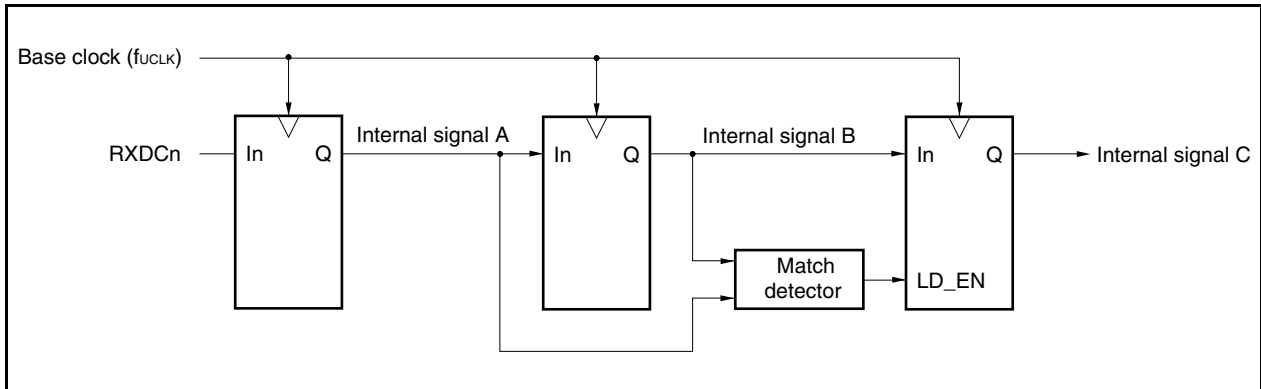 Base clock (fUCLK)
Internal signal A
Internal signal B
RXDCn
In
Q
In
Q
In
Q
Internal signal C
Match
detector
LD_EN